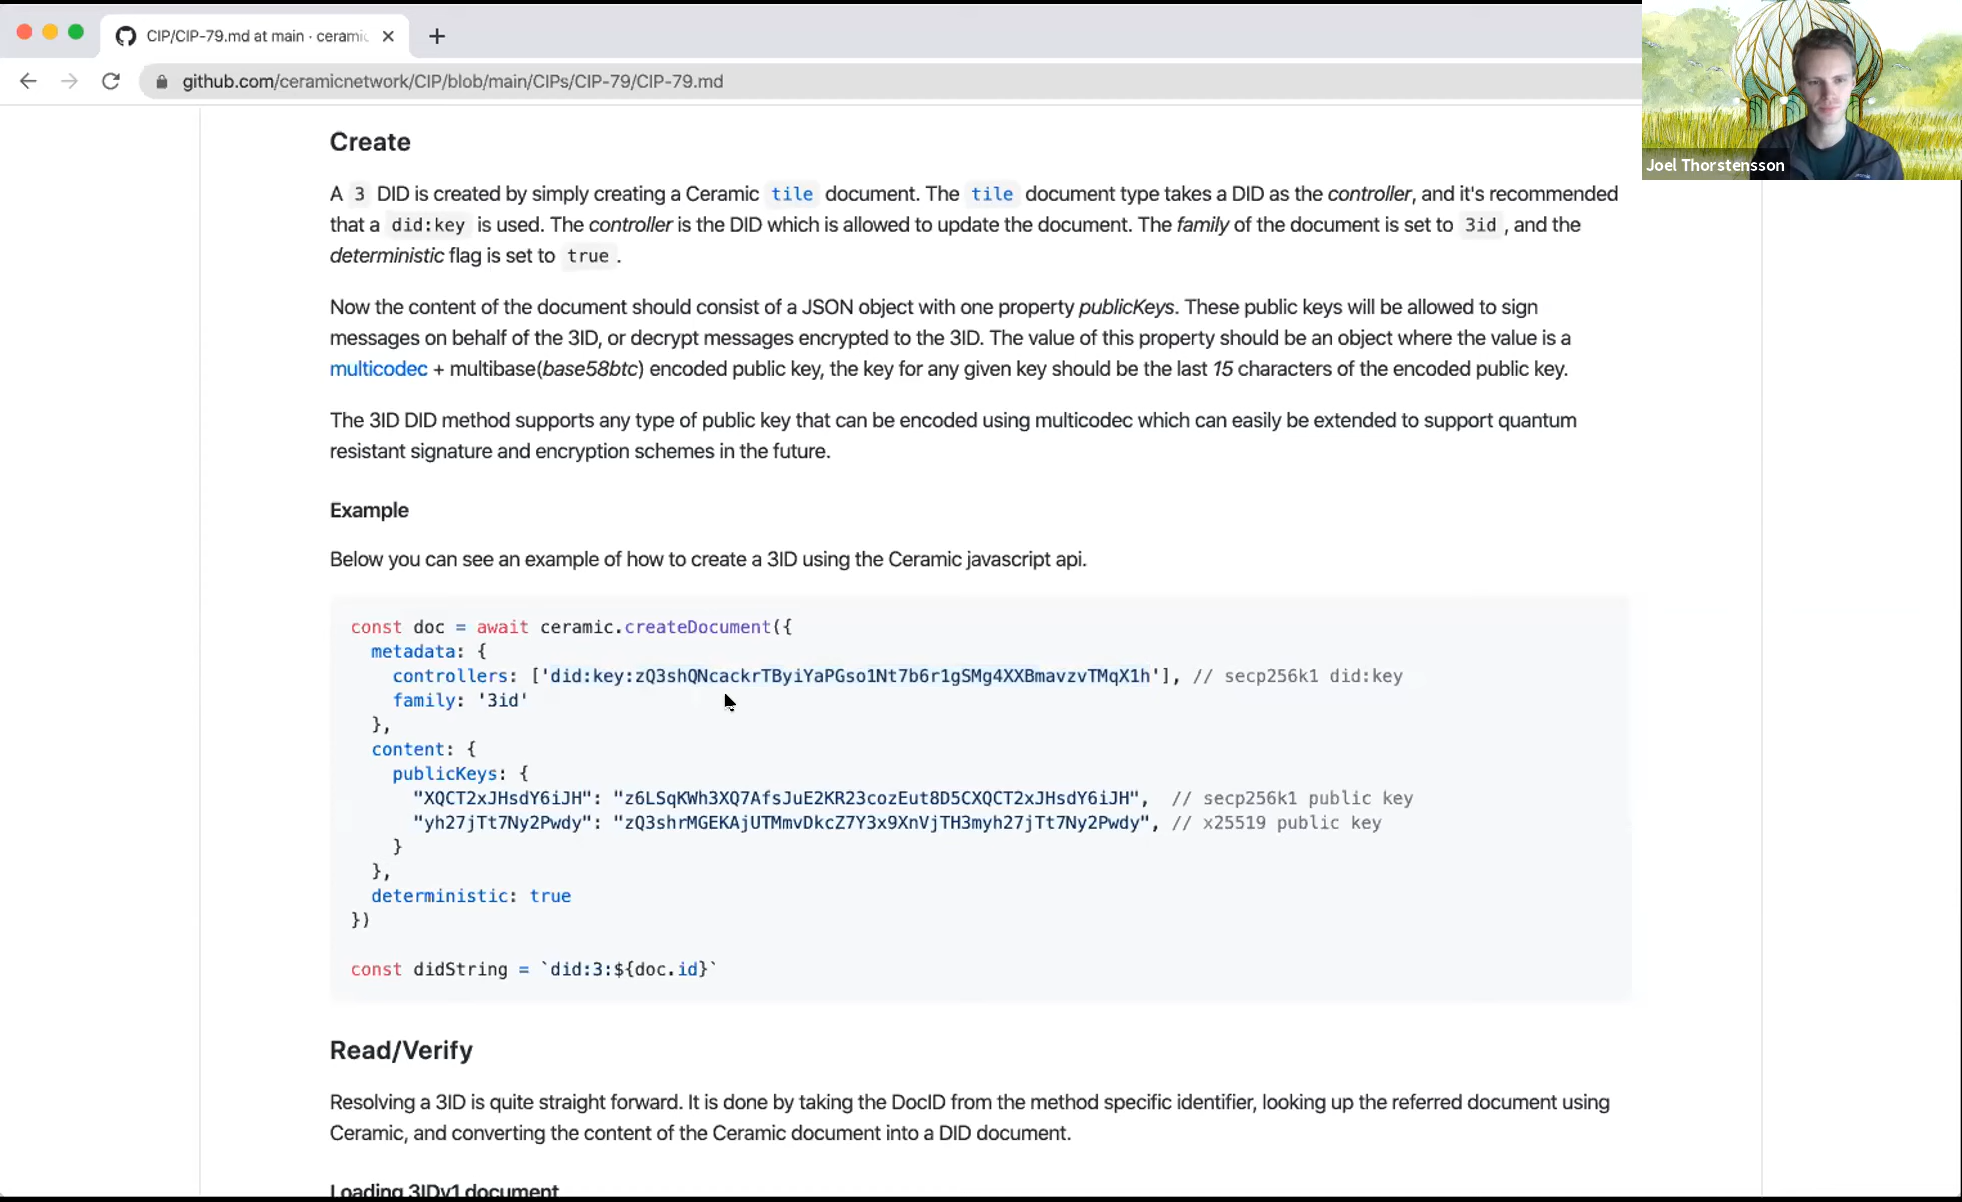 CIP/CIP-79.md at main · ceramic
github.com/ceramicnetwork/CIP/blob/main/CIPs/CIP-79/CIP-79.md
Joel Thorstensson
Create
A 3 DID is created by simply creating a Ceramic tile document. The tile document type takes a DID as the controller, and it's recommended
that a did:key is used. The controller is the DID which is allowed to update the document. The family of the document is set to 3id , and the
deterministic flag is set to true .
Now the content of the document should consist of a JSON object with one property publicKeys. These public keys will be allowed to sign
messages on behalf of the 3ID, or decrypt messages encrypted to the 3ID. The value of this property should be an object where the value is a
multicodec + multibase(base58btc) encoded public key, the key for any given key should be the last 15 characters of the encoded public key.
The 3ID DID method supports any type of public key that can be encoded using multicodec which can easily be extended to support quantum
resistant signature and encryption schemes in the future.
Example
Below you can see an example of how to create a 3ID using the Ceramic javascript api.
const doc = await ceramic.createDocument({
metadata: {
controllers: ['did:key:zQ3shQNcackrTByiYaPGso1Nt7b6r1gSMg4XXBmavzvTMqX1h'], // secp256k1 did:key
family: '3id'
},
content: {
publicKeys: {
"XQCT2xJHsdY6iJH": "z6LSqKWh3XQ7AfsJuE2KR23cozEut8D5CXQCT2xJHsdY6iJH", // secp256k1 public key
"yh27jTt7Ny2Pwdy": "zQ3shrMGEKAjUTMmvDkcZ7Y3x9XnVjTH3myh27jTt7Ny2Pwdy", // x25519 public key
}
},
deterministic: true
})
const didString = `did:3:${doc.id}`
Read/Verify
Resolving a 3ID is quite straight forward. It is done by taking the DocID from the method specific identifier, looking up the referred document using
Ceramic, and converting the content of the Ceramic document into a DID document.
Loading 3IDv1 document